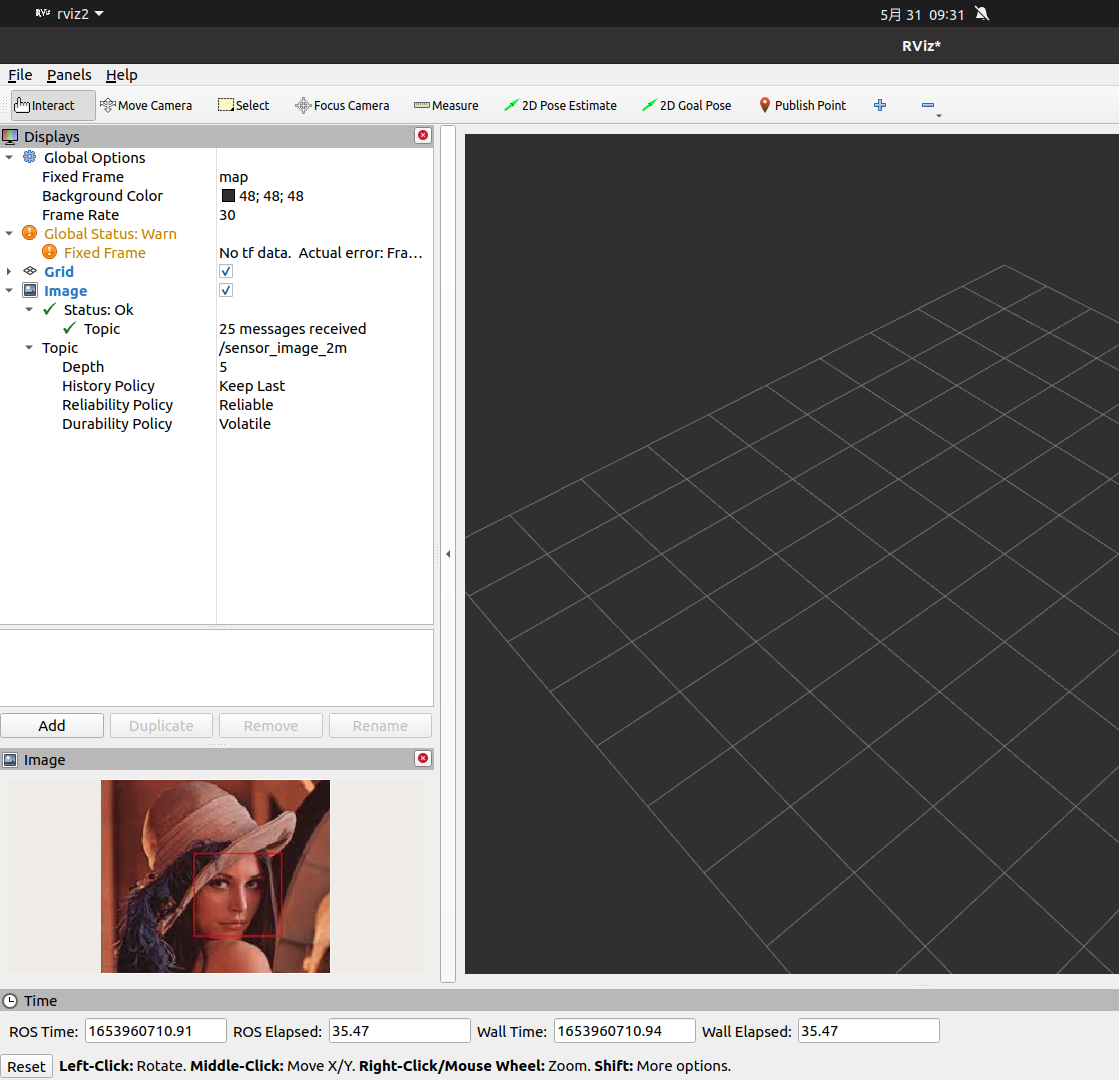 RViz rviz2 5月 31 09:31
RViz*
File Panels Help
Interact Move Camera Select Focus Camera Measure 2D Pose Estimate 2D Goal Pose Publish Point
Displays
Global Options
Fixed Frame map
Background Color 48; 48; 48
Frame Rate 30
Global Status: Warn
Fixed Frame No tf data. Actual error: Fra…
Grid
Image
Status: Ok
Topic 25 messages received
Topic /sensor_image_2m
Depth 5
History Policy Keep Last
Reliability Policy Reliable
Durability Policy Volatile
Add Duplicate Remove Rename
Image
Time
ROS Time: 1653960710.91 ROS Elapsed: 35.47 Wall Time: 1653960710.94 Wall Elapsed: 35.47
Reset Left-Click: Rotate. Middle-Click: Move X/Y. Right-Click/Mouse Wheel: Zoom. Shift: More options.